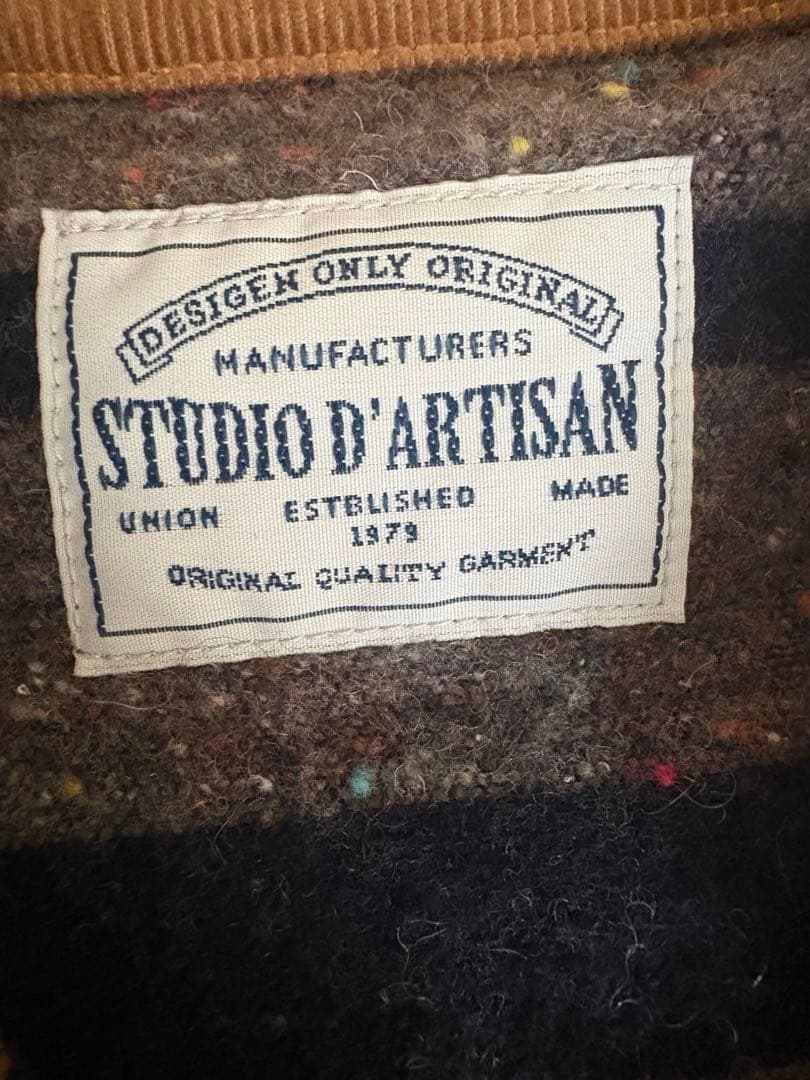 DESIGEN ONLY ORIGINAL
MANUFACTURERS
STUDIO D'ARTISAN
UNION ESTBLISHED MADE
1979
ORIGINAL QUALITY GARMENT